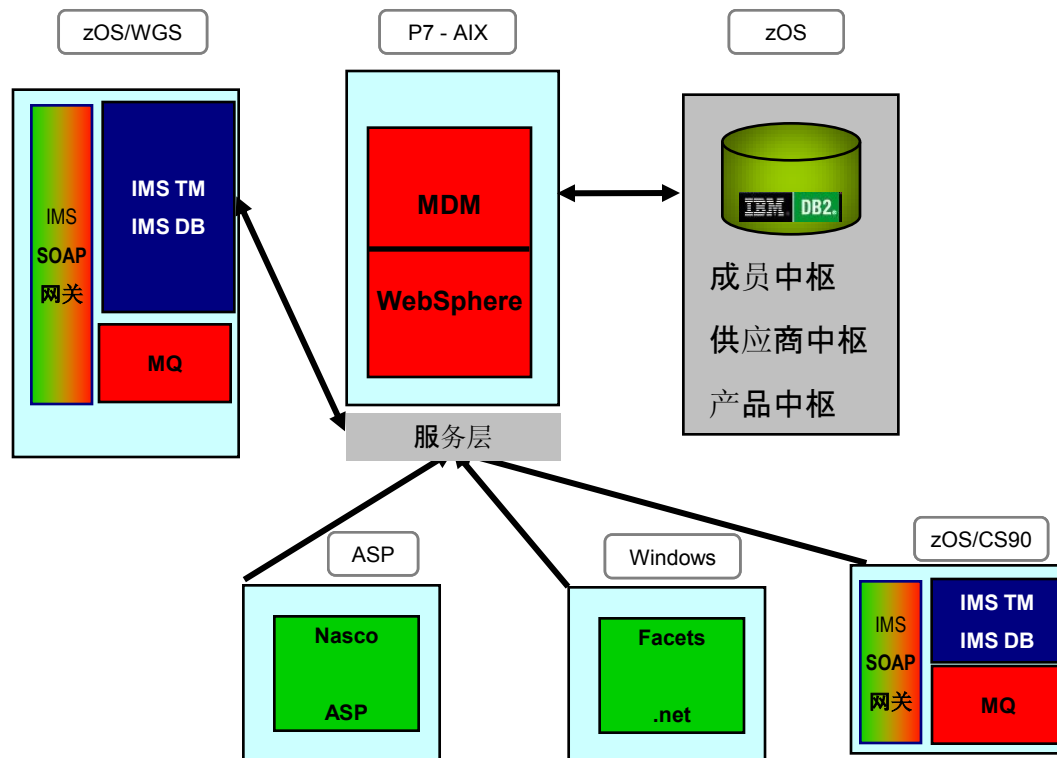 zOS/WGS
P7 - AIX
zOS
IMS
SOAP
网关
IMS TM
IMS DB
MQ
MDM
WebSphere
IBM.
DB2.
成员中枢
供应商中枢
产品中枢
服务层
ASP
Windows
zOS/CS90
Nasco
ASP
Facets
.net
IMS
SOAP
网关
IMS TM
IMS DB
MQ